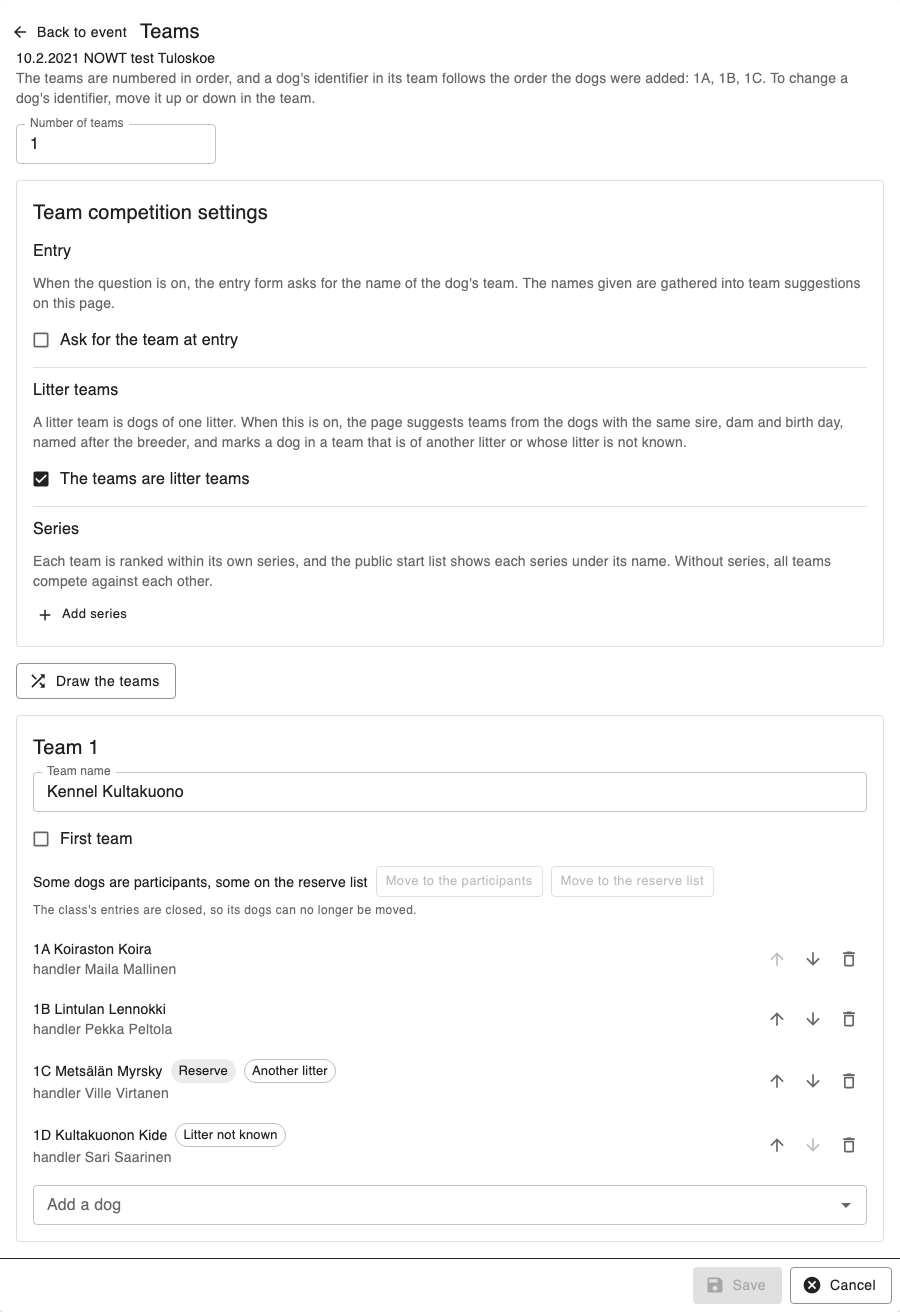 Back to event Teams
10.2.2021 NOWT test Tuloskoe
The teams are numbered in order, and a dog's identifier in its team follows the order the dogs were added: 1A, 1B, 1C. To change a
dog's identifier, move it up or down in the team.
Number of teams
1
Team competition settings
Entry
When the question is on, the entry form asks for the name of the dog's team. The names given are gathered into team suggestions
on this page.
Ask for the team at entry
Litter teams
A litter team is dogs of one litter. When this is on, the page suggests teams from the dogs with the same sire, dam and birth day,
named after the breeder, and marks a dog in a team that is of another litter or whose litter is not known.
The teams are litter teams
Series
Each team is ranked within its own series, and the public start list shows each series under its name. Without series, all teams
compete against each other.
Add series
Draw the teams
Team 1
Team name
Kennel Kultakuono
First team
Some dogs are participants, some on the reserve list Move to the participants Move to the reserve list
The class's entries are closed, so its dogs can no longer be moved.
1A Koiraston Koira
handler Maila Mallinen
1B Lintulan Lennokki
handler Pekka Peltola
1C Metsälän Myrsky Reserve Another litter
handler Ville Virtanen
1D Kultakuonon Kide Litter not known
handler Sari Saarinen
Add a dog
Save Cancel